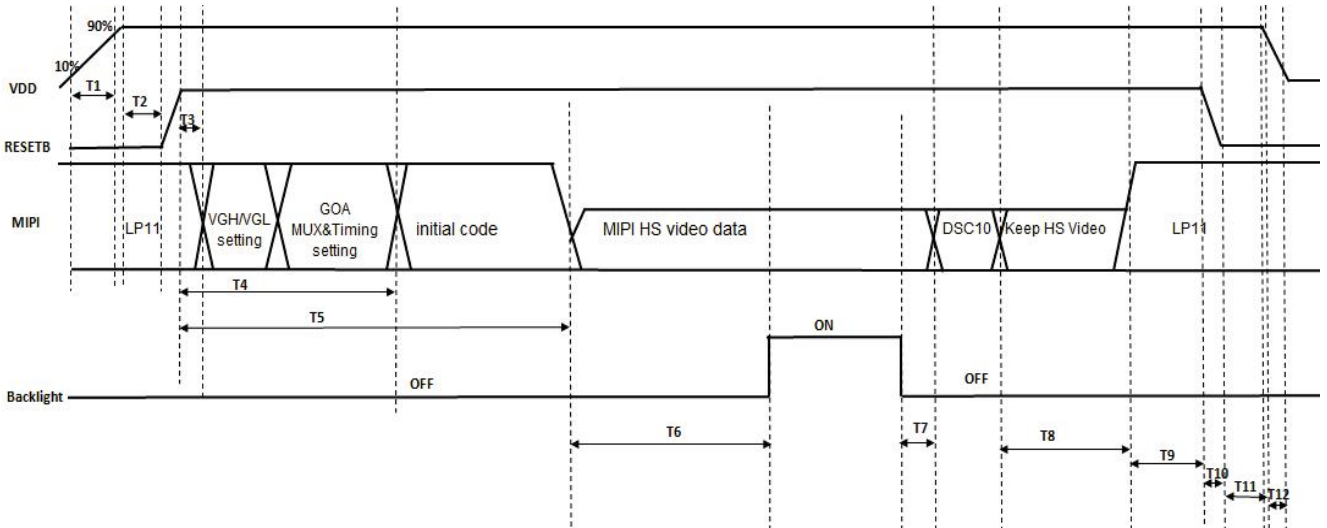 90%
10%
VDD
T1
T2
T3
RESETB
MIPI
LP11
VGH/VGL
setting
GOA
MUX&Timing
setting
initial code
MIPI HS video data
DSC10
Keep HS Video
LP11
T4
T5
ON
OFF
OFF
Backlight
T6
T7
T8
T9
T10
T11
T12